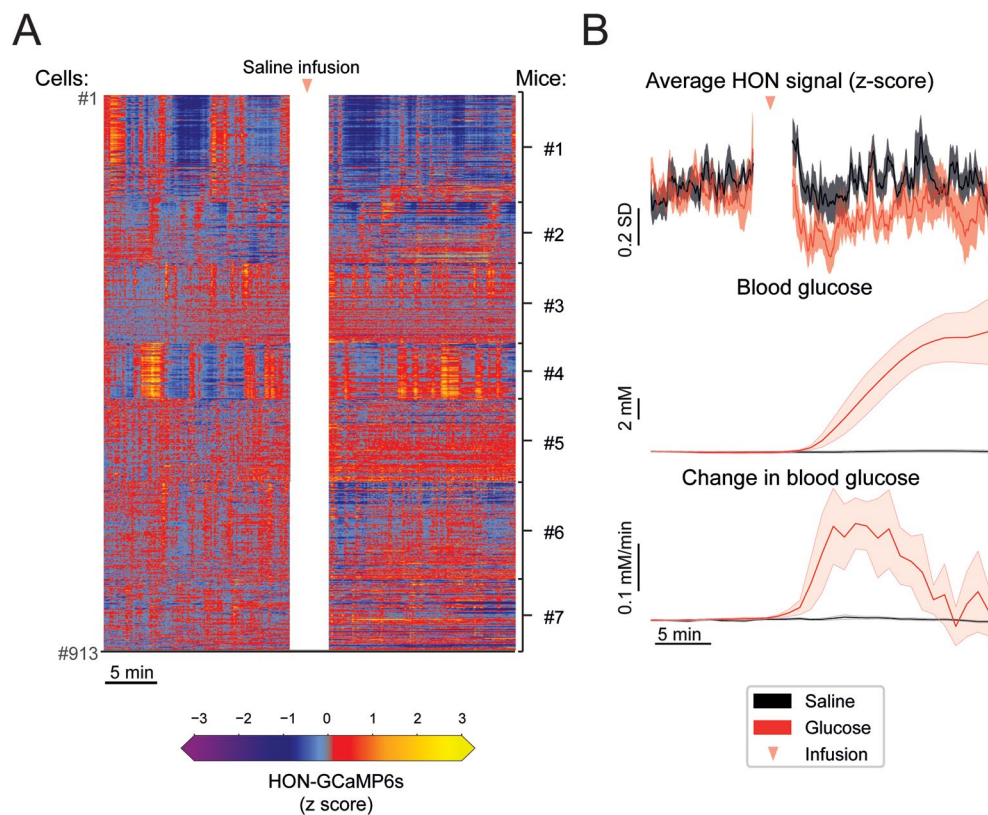 A
Saline infusion
Cells:
Mice:
#1
#1
#2
#3
#4
#5
#6
#7
#913
5 min
−3 −2 −1 0 1 2 3
HON-GCaMP6s
(z score)
B
Average HON signal (z-score)
0.2 SD
Blood glucose
2 mM
Change in blood glucose
0.1 mM/min
5 min
Saline
Glucose
Infusion